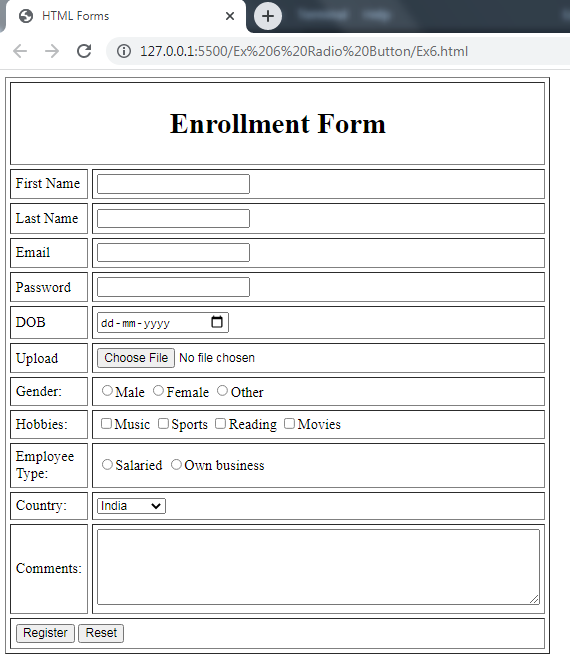 HTML Forms
Terminal Help
127.0.0.1:5500/Ex%206%20Radio%20Button/Ex6.html
Enrollment Form
First Name
Last Name
Email
Password
DOB dd-mm-yyyy
Upload Choose File No file chosen
Gender: Male Female Other
Hobbies: Music Sports Reading Movies
Employee
Type: Salaried Own business
Country: India
Comments:
Register Reset